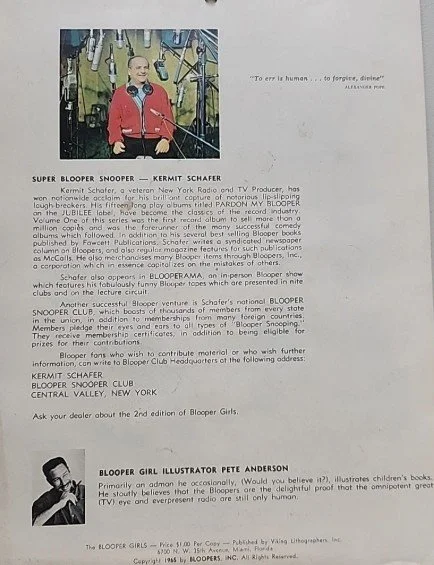 "To err is human . . . to forgive, divine"
ALEXANDER POPE
SUPER BLOOPER SNOOPER — KERMIT SCHAFER
Kermit Schafer, a veteran New York Radio and TV Producer, has
won nationwide acclaim for his brilliant capture of notorious lip-slipping
laugh-breakers. His fifteen long play albums titled PARDON MY BLOOPER
on the JUBILEE label, have become the classics of the record industry.
Volume One of this series was the first record album to sell more than a
million copies and was the forerunner of the many successful comedy
albums which followed. In addition to his several best selling Blooper books
published by Fawcett Publications, Schafer writes a syndicated newspaper
column on Bloopers, and also regular magazine features for such publications
as McCalls. He also merchandises many Blooper items through Bloopers, Inc.,
a corporation which in essence capitalizes on the mistakes of others.
Schafer also appears in BLOOPERAMA, an in-person Blooper show
which features his fabulously funny Blooper tapes which are presented in nite
clubs and on the lecture circuit.
Another successful Blooper venture is Schafer's national BLOOPER
SNOOPER CLUB, which boasts of thousands of members from every state
in the union, in addition to memberships from many foreign countries.
Members pledge their eyes and ears to all types of "Blooper Snooping."
They receive membership certificates, in addition to being eligible for
prizes for their contributions.
Blooper fans who wish to contribute material or who wish further
information, can write to Blooper Club Headquarters at the following address:
KERMIT SCHAFER
BLOOPER SNOOPER CLUB
CENTRAL VALLEY, NEW YORK
Ask your dealer about the 2nd edition of Blooper Girls.
BLOOPER GIRL ILLUSTRATOR PETE ANDERSON
Primarily an adman he occasionally, (Would you believe it?), illustrates children's books.
He stoutly believes that the Bloopers are the delightful proof that the omnipotent great
(TV) eye and everpresent radio are still only human.
The BLOOPER GIRLS — Price $1.00 Per Copy — Published by Viking Lithographers, Inc.
6700 N. W. 25th Avenue, Miami, Florida
Copyright 1966 by BLOOPERS, INC. All Rights Reserved.